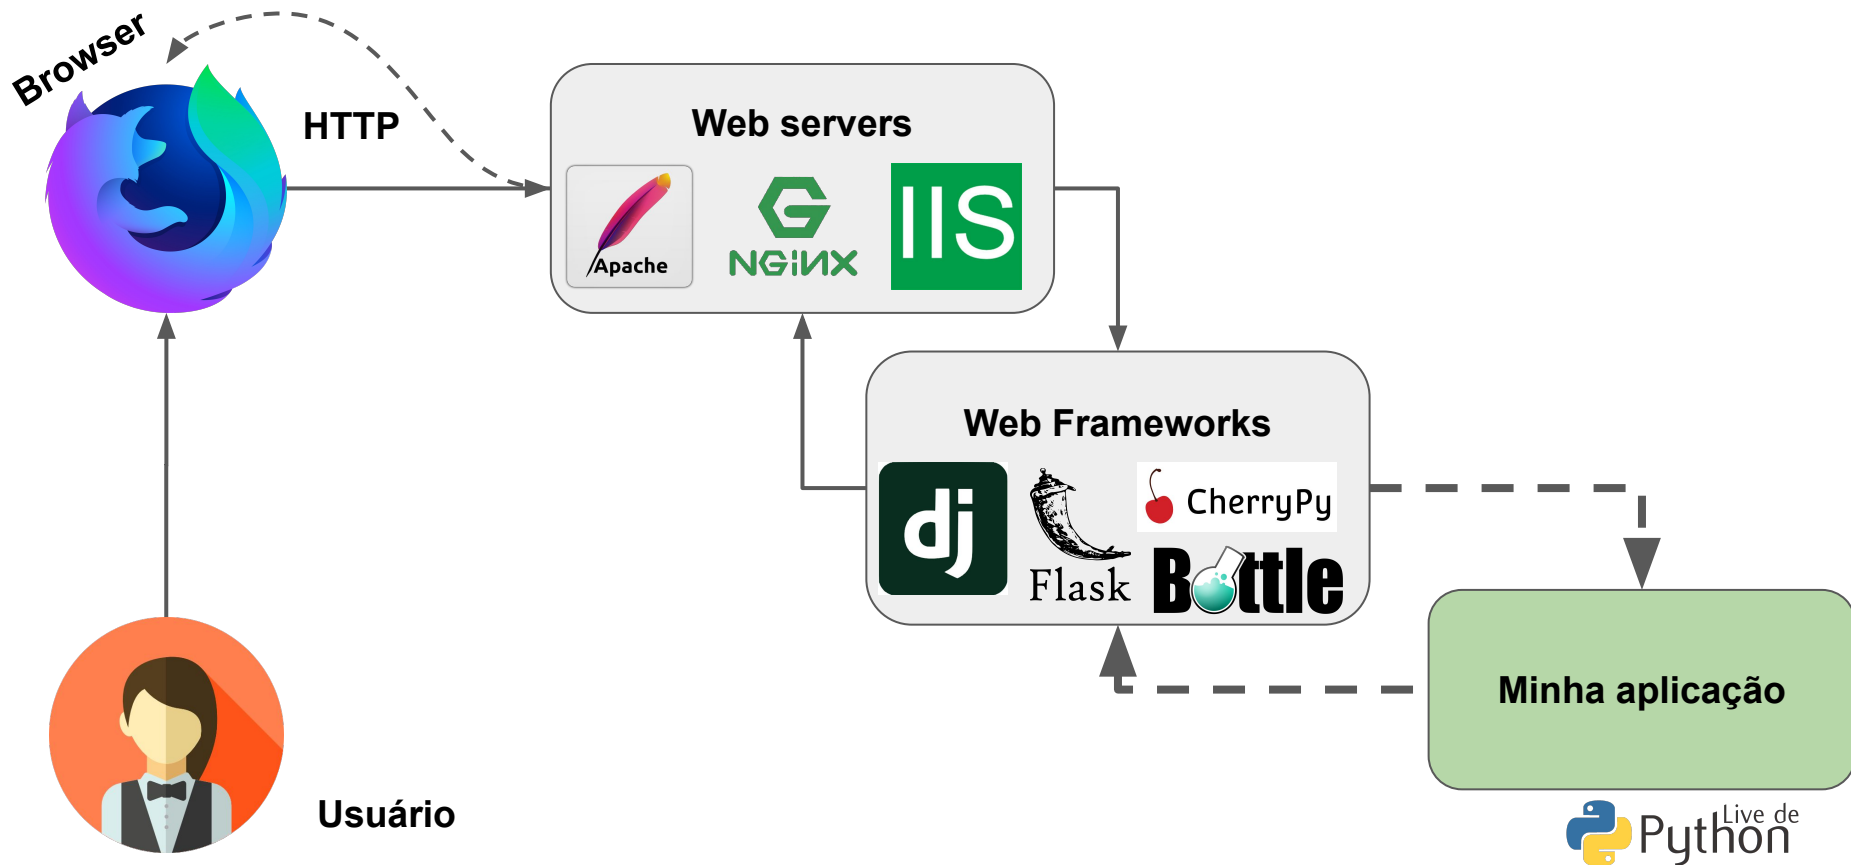 Browser
HTTP
Web servers
Apache
NGiNX
IIS
Web Frameworks
dj
Flask
CherryPy
Bottle
Minha aplicação
Usuário
Live de
Python